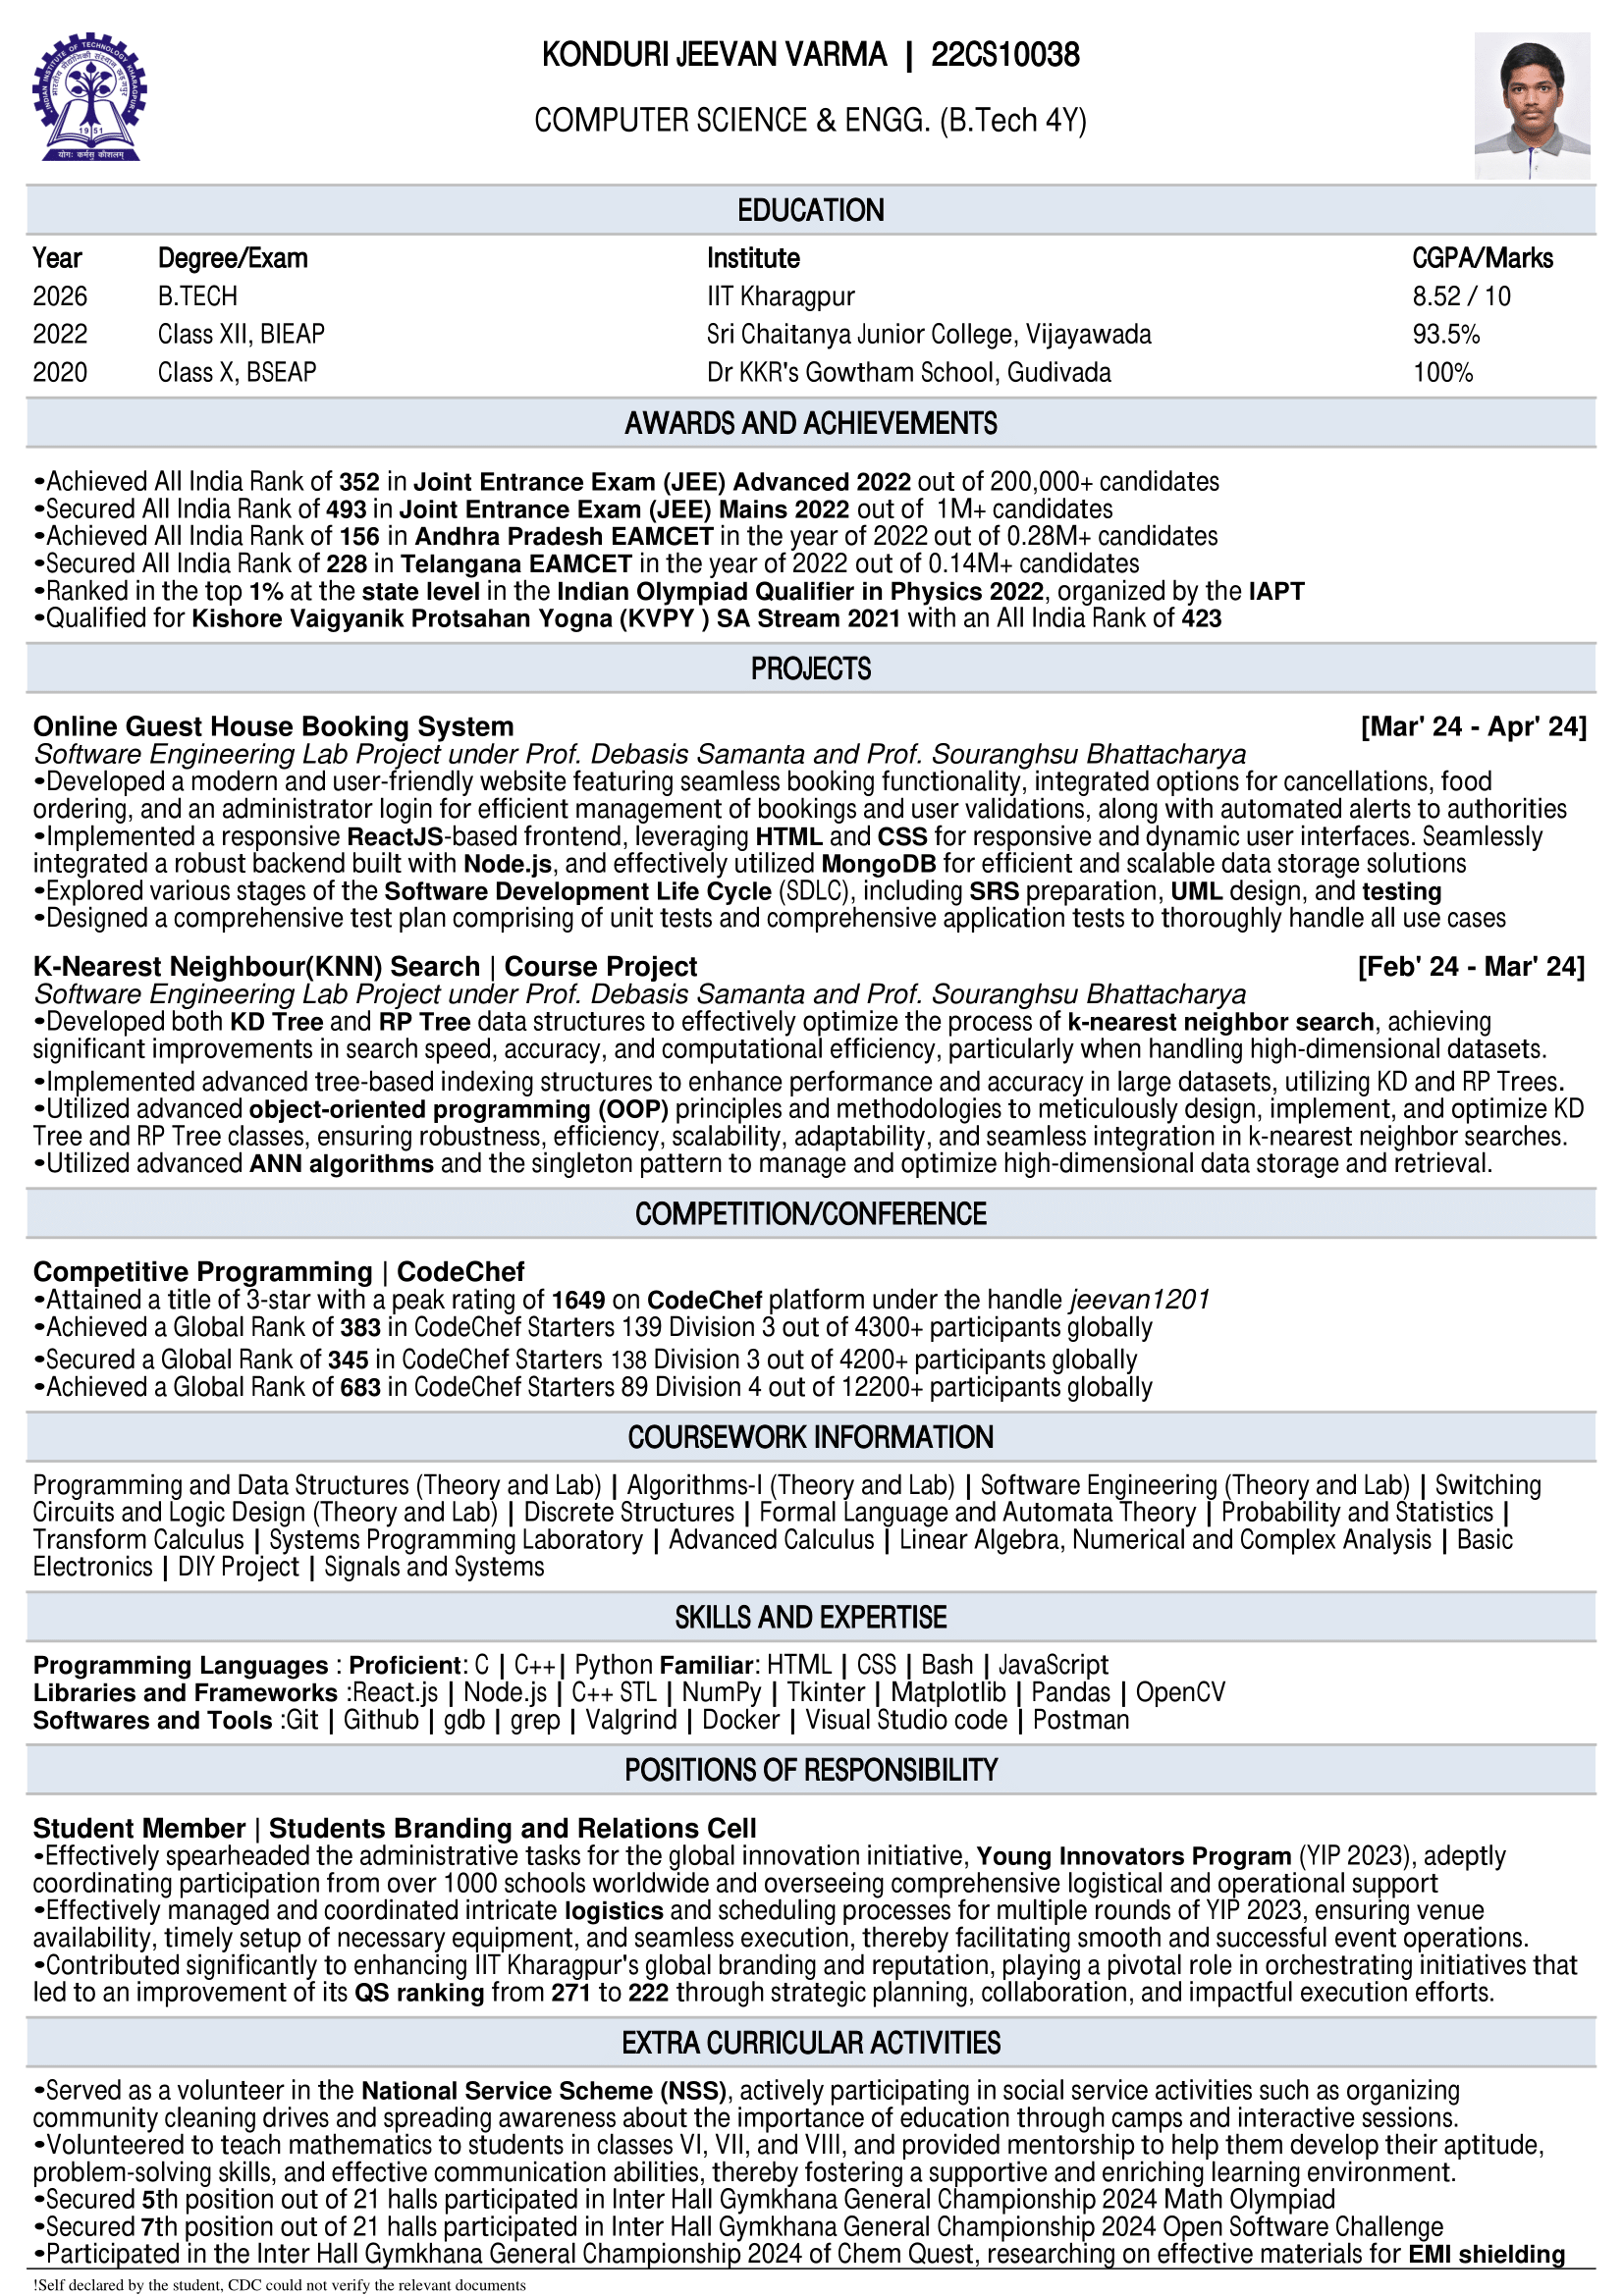 INDIAN INSTITUTE OF TECHNOLOGY KHARAGPUR
1951
योगः कर्मसु कौशलम्
KONDURI JEEVAN VARMA | 22CS10038
COMPUTER SCIENCE & ENGG. (B.Tech 4Y)
EDUCATION
Year Degree/Exam Institute CGPA/Marks
2026 B.TECH IIT Kharagpur 8.52 / 10
2022 Class XII, BIEAP Sri Chaitanya Junior College, Vijayawada 93.5%
2020 Class X, BSEAP Dr KKR's Gowtham School, Gudivada 100%
AWARDS AND ACHIEVEMENTS
•Achieved All India Rank of 352 in Joint Entrance Exam (JEE) Advanced 2022 out of 200,000+ candidates
•Secured All India Rank of 493 in Joint Entrance Exam (JEE) Mains 2022 out of 1M+ candidates
•Achieved All India Rank of 156 in Andhra Pradesh EAMCET in the year of 2022 out of 0.28M+ candidates
•Secured All India Rank of 228 in Telangana EAMCET in the year of 2022 out of 0.14M+ candidates
•Ranked in the top 1% at the state level in the Indian Olympiad Qualifier in Physics 2022, organized by the IAPT
•Qualified for Kishore Vaigyanik Protsahan Yogna (KVPY ) SA Stream 2021 with an All India Rank of 423
PROJECTS
Online Guest House Booking System [Mar' 24 - Apr' 24]
Software Engineering Lab Project under Prof. Debasis Samanta and Prof. Souranghsu Bhattacharya
•Developed a modern and user-friendly website featuring seamless booking functionality, integrated options for cancellations, food
ordering, and an administrator login for efficient management of bookings and user validations, along with automated alerts to authorities
•Implemented a responsive ReactJS-based frontend, leveraging HTML and CSS for responsive and dynamic user interfaces. Seamlessly
integrated a robust backend built with Node.js, and effectively utilized MongoDB for efficient and scalable data storage solutions
•Explored various stages of the Software Development Life Cycle (SDLC), including SRS preparation, UML design, and testing
•Designed a comprehensive test plan comprising of unit tests and comprehensive application tests to thoroughly handle all use cases
K-Nearest Neighbour(KNN) Search | Course Project [Feb' 24 - Mar' 24]
Software Engineering Lab Project under Prof. Debasis Samanta and Prof. Souranghsu Bhattacharya
•Developed both KD Tree and RP Tree data structures to effectively optimize the process of k-nearest neighbor search, achieving
significant improvements in search speed, accuracy, and computational efficiency, particularly when handling high-dimensional datasets.
•Implemented advanced tree-based indexing structures to enhance performance and accuracy in large datasets, utilizing KD and RP Trees.
•Utilized advanced object-oriented programming (OOP) principles and methodologies to meticulously design, implement, and optimize KD
Tree and RP Tree classes, ensuring robustness, efficiency, scalability, adaptability, and seamless integration in k-nearest neighbor searches.
•Utilized advanced ANN algorithms and the singleton pattern to manage and optimize high-dimensional data storage and retrieval.
COMPETITION/CONFERENCE
Competitive Programming | CodeChef
•Attained a title of 3-star with a peak rating of 1649 on CodeChef platform under the handle jeevan1201
•Achieved a Global Rank of 383 in CodeChef Starters 139 Division 3 out of 4300+ participants globally
•Secured a Global Rank of 345 in CodeChef Starters 138 Division 3 out of 4200+ participants globally
•Achieved a Global Rank of 683 in CodeChef Starters 89 Division 4 out of 12200+ participants globally
COURSEWORK INFORMATION
Programming and Data Structures (Theory and Lab) | Algorithms-I (Theory and Lab) | Software Engineering (Theory and Lab) | Switching
Circuits and Logic Design (Theory and Lab) | Discrete Structures | Formal Language and Automata Theory | Probability and Statistics |
Transform Calculus | Systems Programming Laboratory | Advanced Calculus | Linear Algebra, Numerical and Complex Analysis | Basic
Electronics | DIY Project | Signals and Systems
SKILLS AND EXPERTISE
Programming Languages : Proficient: C | C++| Python Familiar: HTML | CSS | Bash | JavaScript
Libraries and Frameworks :React.js | Node.js | C++ STL | NumPy | Tkinter | Matplotlib | Pandas | OpenCV
Softwares and Tools :Git | Github | gdb | grep | Valgrind | Docker | Visual Studio code | Postman
POSITIONS OF RESPONSIBILITY
Student Member | Students Branding and Relations Cell
•Effectively spearheaded the administrative tasks for the global innovation initiative, Young Innovators Program (YIP 2023), adeptly
coordinating participation from over 1000 schools worldwide and overseeing comprehensive logistical and operational support
•Effectively managed and coordinated intricate logistics and scheduling processes for multiple rounds of YIP 2023, ensuring venue
availability, timely setup of necessary equipment, and seamless execution, thereby facilitating smooth and successful event operations.
•Contributed significantly to enhancing IIT Kharagpur's global branding and reputation, playing a pivotal role in orchestrating initiatives that
led to an improvement of its QS ranking from 271 to 222 through strategic planning, collaboration, and impactful execution efforts.
EXTRA CURRICULAR ACTIVITIES
•Served as a volunteer in the National Service Scheme (NSS), actively participating in social service activities such as organizing
community cleaning drives and spreading awareness about the importance of education through camps and interactive sessions.
•Volunteered to teach mathematics to students in classes VI, VII, and VIII, and provided mentorship to help them develop their aptitude,
problem-solving skills, and effective communication abilities, thereby fostering a supportive and enriching learning environment.
•Secured 5th position out of 21 halls participated in Inter Hall Gymkhana General Championship 2024 Math Olympiad
•Secured 7th position out of 21 halls participated in Inter Hall Gymkhana General Championship 2024 Open Software Challenge
•Participated in the Inter Hall Gymkhana General Championship 2024 of Chem Quest, researching on effective materials for EMI shielding
!Self declared by the student, CDC could not verify the relevant documents